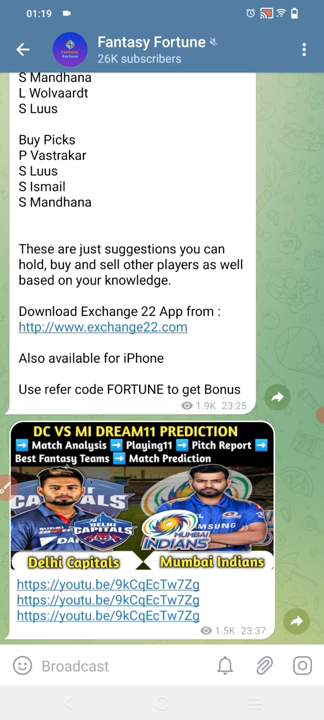 01:19
Fantasy Fortune
26K subscribers
S Mandhana
L Wolvaardt
S Luus
Buy Picks
P Vastrakar
S Luus
S Ismail
S Mandhana
These are just suggestions you can
hold, buy and sell other players as well
based on your knowledge.
Download Exchange 22 App from :
http://www.exchange22.com
Also available for iPhone
Use refer code FORTUNE to get Bonus
1.9K 23:25
DC VS MI DREAM11 PREDICTION
➡ Match Analysis ➡ Playing11 ➡ Pitch Report ➡
Best Fantasy Teams ➡ Match Prediction
CAPITALS
DELHI
CAPITALS
MUMBAI
INDIANS
SAMSUNG
Delhi Capitals
Mumbai Indians
https://youtu.be/9kCqEcTw7Zg
https://youtu.be/9kCqEcTw7Zg
https://youtu.be/9kCqEcTw7Zg
1.5K 23:37
Broadcast